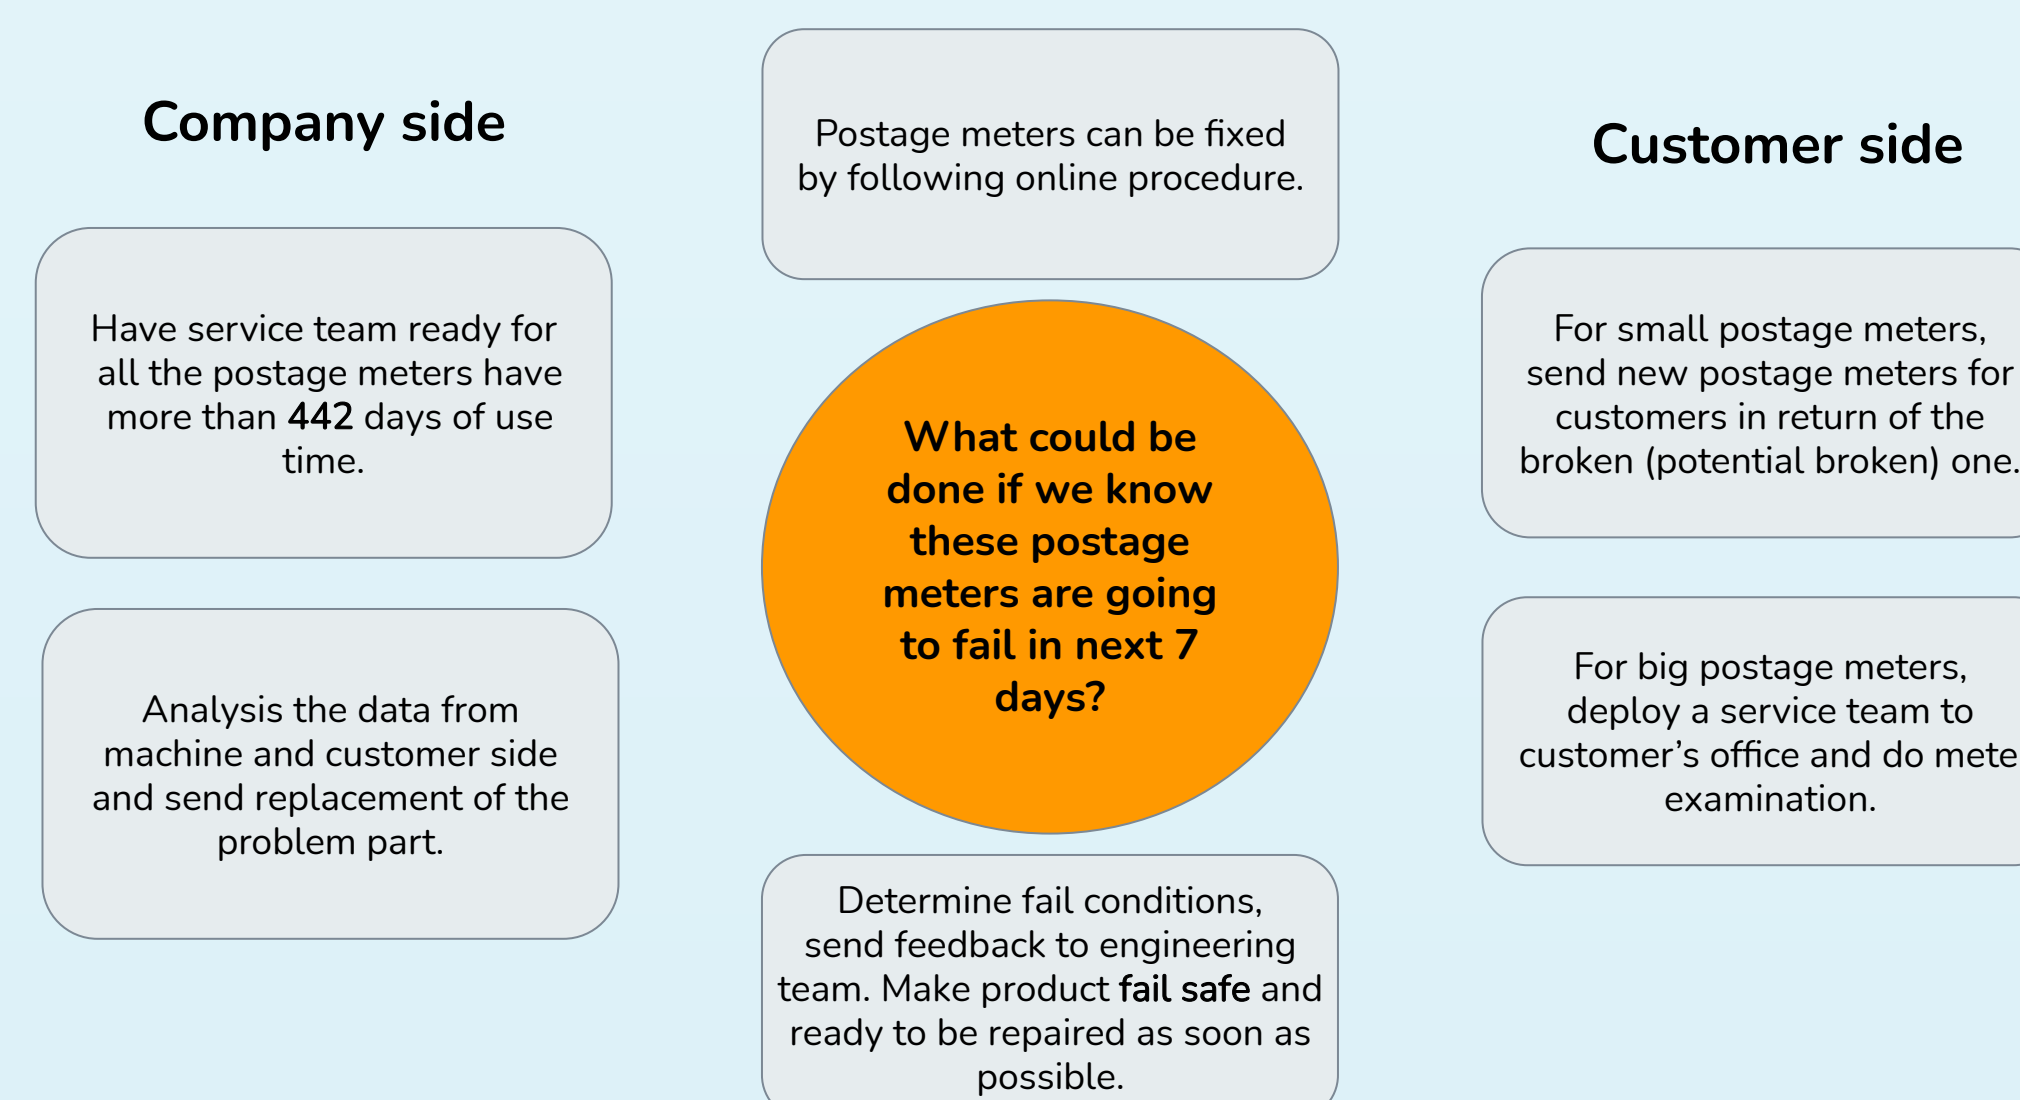 Company side
Have service team ready for
all the postage meters have
more than 442 days of use
time.
Analysis the data from
machine and customer side
and send replacement of the
problem part.
Postage meters can be fixed
by following online procedure.
What could be
done if we know
these postage
meters are going
to fail in next 7
days?
Determine fail conditions,
send feedback to engineering
team. Make product fail safe and
ready to be repaired as soon as
possible.
Customer side
For small postage meters,
send new postage meters for
customers in return of the
broken (potential broken) one.
For big postage meters,
deploy a service team to
customer’s office and do mete
examination.